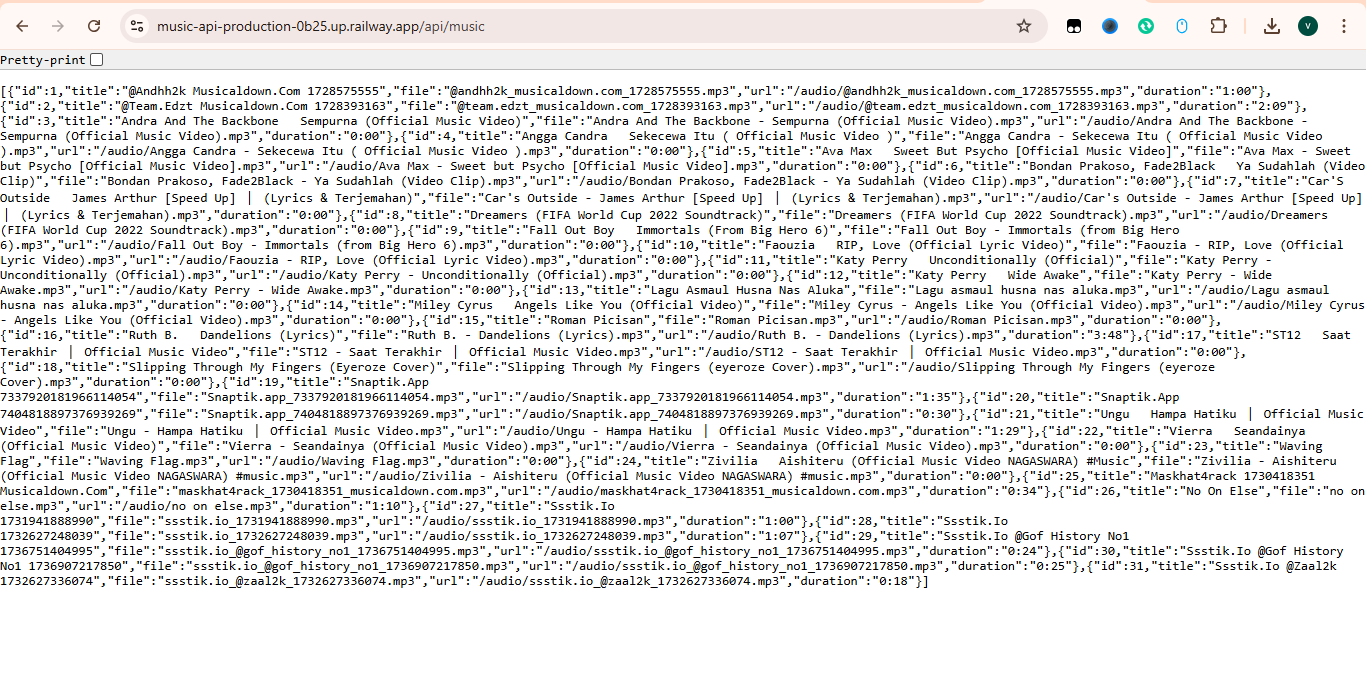 music-api-production-0b25.up.railway.app/api/music
V
Pretty-print
[{"id":1,"title":"@Andhh2k Musicaldown.Com 1728575555","file":"@andhh2k_musicaldown.com_1728575555.mp3","url":"/audio/@andhh2k_musicaldown.com_1728575555.mp3","duration":"1:00"},
{"id":2,"title":"@Team.Edzt Musicaldown.Com 1728393163","file":"@team.edzt_musicaldown.com_1728393163.mp3","url":"/audio/@team.edzt_musicaldown.com_1728393163.mp3","duration":"2:09"},
{"id":3,"title":"Andra And The Backbone   Sempurna (Official Music Video)","file":"Andra And The Backbone - Sempurna (Official Music Video).mp3","url":"/audio/Andra And The Backbone -
Sempurna (Official Music Video).mp3","duration":"0:00"},{"id":4,"title":"Angga Candra   Sekecewa Itu ( Official Music Video )","file":"Angga Candra - Sekecewa Itu ( Official Music Video
).mp3","url":"/audio/Angga Candra - Sekecewa Itu ( Official Music Video ).mp3","duration":"0:00"},{"id":5,"title":"Ava Max   Sweet But Psycho [Official Music Video]","file":"Ava Max - Sweet
but Psycho [Official Music Video].mp3","url":"/audio/Ava Max - Sweet but Psycho [Official Music Video].mp3","duration":"0:00"},{"id":6,"title":"Bondan Prakoso, Fade2Black   Ya Sudahlah (Video
Clip)","file":"Bondan Prakoso, Fade2Black - Ya Sudahlah (Video Clip).mp3","url":"/audio/Bondan Prakoso, Fade2Black - Ya Sudahlah (Video Clip).mp3","duration":"0:00"},{"id":7,"title":"Car'S
Outside   James Arthur [Speed Up] | (Lyrics & Terjemahan)","file":"Car's Outside - James Arthur [Speed Up] | (Lyrics & Terjemahan).mp3","url":"/audio/Car's Outside - James Arthur [Speed Up]
| (Lyrics & Terjemahan).mp3","duration":"0:00"},{"id":8,"title":"Dreamers (FIFA World Cup 2022 Soundtrack)","file":"Dreamers (FIFA World Cup 2022 Soundtrack).mp3","url":"/audio/Dreamers
(FIFA World Cup 2022 Soundtrack).mp3","duration":"0:00"},{"id":9,"title":"Fall Out Boy   Immortals (From Big Hero 6)","file":"Fall Out Boy - Immortals (from Big Hero
6).mp3","url":"/audio/Fall Out Boy - Immortals (from Big Hero 6).mp3","duration":"0:00"},{"id":10,"title":"Faouzia   RIP, Love (Official Lyric Video)","file":"Faouzia - RIP, Love (Official
Lyric Video).mp3","url":"/audio/Faouzia - RIP, Love (Official Lyric Video).mp3","duration":"0:00"},{"id":11,"title":"Katy Perry   Unconditionally (Official)","file":"Katy Perry -
Unconditionally (Official).mp3","url":"/audio/Katy Perry - Unconditionally (Official).mp3","duration":"0:00"},{"id":12,"title":"Katy Perry   Wide Awake","file":"Katy Perry - Wide
Awake.mp3","url":"/audio/Katy Perry - Wide Awake.mp3","duration":"0:00"},{"id":13,"title":"Lagu Asmaul Husna Nas Aluka","file":"Lagu asmaul husna nas aluka.mp3","url":"/audio/Lagu asmaul
husna nas aluka.mp3","duration":"0:00"},{"id":14,"title":"Miley Cyrus   Angels Like You (Official Video)","file":"Miley Cyrus - Angels Like You (Official Video).mp3","url":"/audio/Miley Cyrus
- Angels Like You (Official Video).mp3","duration":"0:00"},{"id":15,"title":"Roman Picisan","file":"Roman Picisan.mp3","url":"/audio/Roman Picisan.mp3","duration":"0:00"},
{"id":16,"title":"Ruth B.   Dandelions (Lyrics)","file":"Ruth B. - Dandelions (Lyrics).mp3","url":"/audio/Ruth B. - Dandelions (Lyrics).mp3","duration":"3:48"},{"id":17,"title":"ST12   Saat
Terakhir | Official Music Video","file":"ST12 - Saat Terakhir | Official Music Video.mp3","url":"/audio/ST12 - Saat Terakhir | Official Music Video.mp3","duration":"0:00"},
{"id":18,"title":"Slipping Through My Fingers (Eyeroze Cover)","file":"Slipping Through My Fingers (eyeroze Cover).mp3","url":"/audio/Slipping Through My Fingers (eyeroze
Cover).mp3","duration":"0:00"},{"id":19,"title":"Snaptik.App
7337920181966114054","file":"Snaptik.app_7337920181966114054.mp3","url":"/audio/Snaptik.app_7337920181966114054.mp3","duration":"1:35"},{"id":20,"title":"Snaptik.App
7404818897376939269","file":"Snaptik.app_7404818897376939269.mp3","url":"/audio/Snaptik.app_7404818897376939269.mp3","duration":"0:30"},{"id":21,"title":"Ungu   Hampa Hatiku | Official Music
Video","file":"Ungu - Hampa Hatiku | Official Music Video.mp3","url":"/audio/Ungu - Hampa Hatiku | Official Music Video.mp3","duration":"1:29"},{"id":22,"title":"Vierra   Seandainya
(Official Music Video)","file":"Vierra - Seandainya (Official Music Video).mp3","url":"/audio/Vierra - Seandainya (Official Music Video).mp3","duration":"0:00"},{"id":23,"title":"Waving
Flag","file":"Waving Flag.mp3","url":"/audio/Waving Flag.mp3","duration":"0:00"},{"id":24,"title":"Zivilia   Aishiteru (Official Music Video NAGASWARA) #Music","file":"Zivilia - Aishiteru
(Official Music Video NAGASWARA) #music.mp3","url":"/audio/Zivilia - Aishiteru (Official Music Video NAGASWARA) #music.mp3","duration":"0:00"},{"id":25,"title":"Maskhat4rack 1730418351
Musicaldown.Com","file":"maskhat4rack_1730418351_musicaldown.com.mp3","url":"/audio/maskhat4rack_1730418351_musicaldown.com.mp3","duration":"0:34"},{"id":26,"title":"No On Else","file":"no on
else.mp3","url":"/audio/no on else.mp3","duration":"1:10"},{"id":27,"title":"Ssstik.Io
1731941888990","file":"ssstik.io_1731941888990.mp3","url":"/audio/ssstik.io_1731941888990.mp3","duration":"1:00"},{"id":28,"title":"Ssstik.Io
1732627248039","file":"ssstik.io_1732627248039.mp3","url":"/audio/ssstik.io_1732627248039.mp3","duration":"1:07"},{"id":29,"title":"Ssstik.Io @Gof History No1
1736751404995","file":"ssstik.io_@gof_history_no1_1736751404995.mp3","url":"/audio/ssstik.io_@gof_history_no1_1736751404995.mp3","duration":"0:24"},{"id":30,"title":"Ssstik.Io @Gof History
No1 1736907217850","file":"ssstik.io_@gof_history_no1_1736907217850.mp3","url":"/audio/ssstik.io_@gof_history_no1_1736907217850.mp3","duration":"0:25"},{"id":31,"title":"Ssstik.Io @Zaal2k
1732627336074","file":"ssstik.io_@zaal2k_1732627336074.mp3","url":"/audio/ssstik.io_@zaal2k_1732627336074.mp3","duration":"0:18"}]